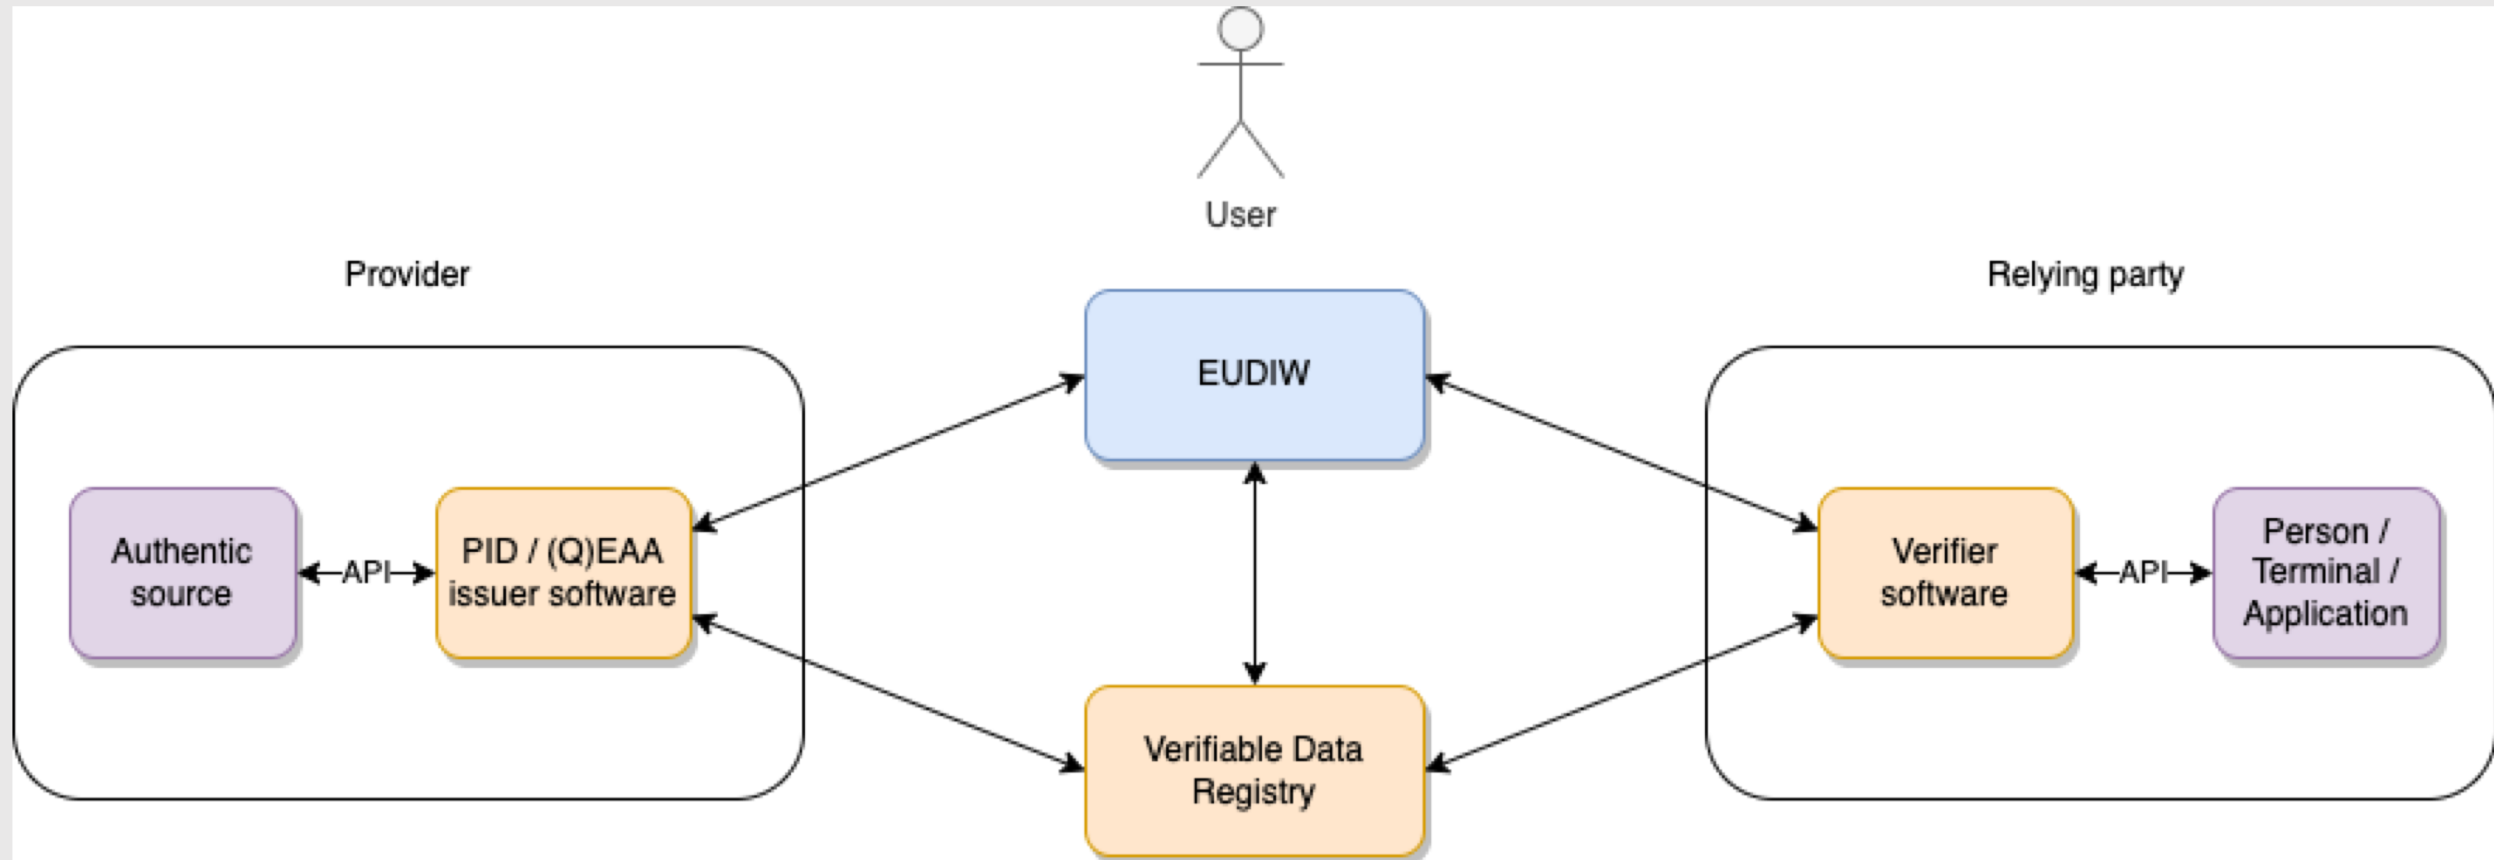 User
Provider
Relying party
EUDIW
Authentic
source
API
PID / (Q)EAA
issuer software
Verifier
software
API
Person /
Terminal /
Application
Verifiable Data
Registry